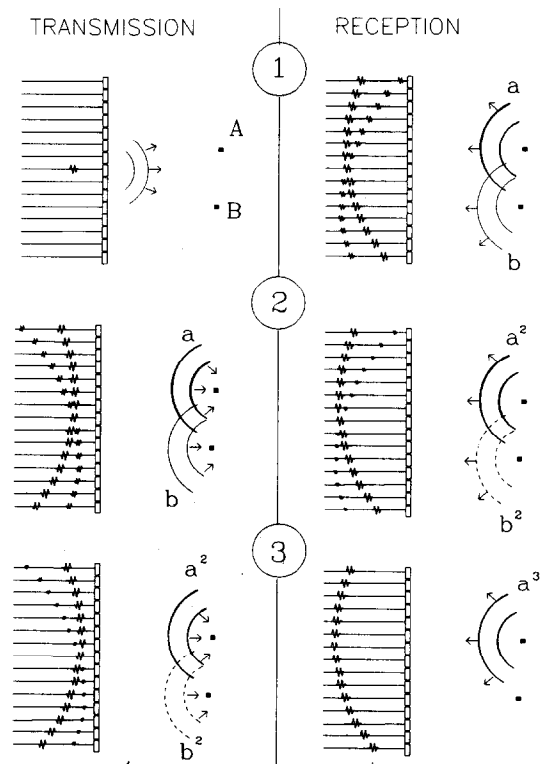 TRANSMISSION
RECEPTION
1
A
B
a
b
2
a
b
a²
b²
3
a²
b²
a³